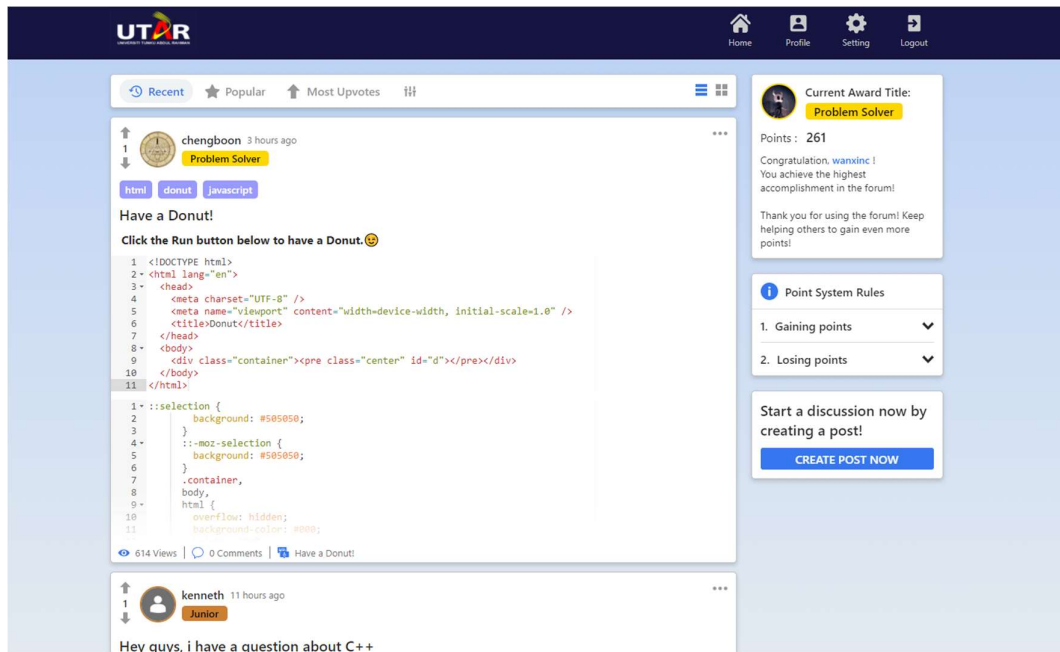 UTAR
UNIVERSITI TUNKU ABDUL RAHMAN
Home Profile Setting Logout
Recent Popular Most Upvotes
1
chengboon 3 hours ago
Problem Solver
html donut javascript
Have a Donut!
Click the Run button below to have a Donut.😉
1 <!DOCTYPE html>
2 <html lang="en">
3 <head>
4 <meta charset="UTF-8" />
5 <meta name="viewport" content="width=device-width, initial-scale=1.0" />
6 <title>Donut</title>
7 </head>
8 <body>
9 <div class="container"><pre class="center" id="d"></pre></div>
10 </body>
11 </html>
1 ::selection {
2 background: #505050;
3 }
4 ::-moz-selection {
5 background: #505050;
6 }
7 .container,
8 body,
9 html {
10 overflow: hidden;
11 background-color: #000;
614 Views 0 Comments Have a Donut!
1
kenneth 11 hours ago
Junior
Hey guys, i have a question about C++
Current Award Title:
Problem Solver
Points : 261
Congratulation, wanxinc !
You achieve the highest
accomplishment in the forum!
Thank you for using the forum! Keep
helping others to gain even more
points!
Point System Rules
1. Gaining points
2. Losing points
Start a discussion now by
creating a post!
CREATE POST NOW